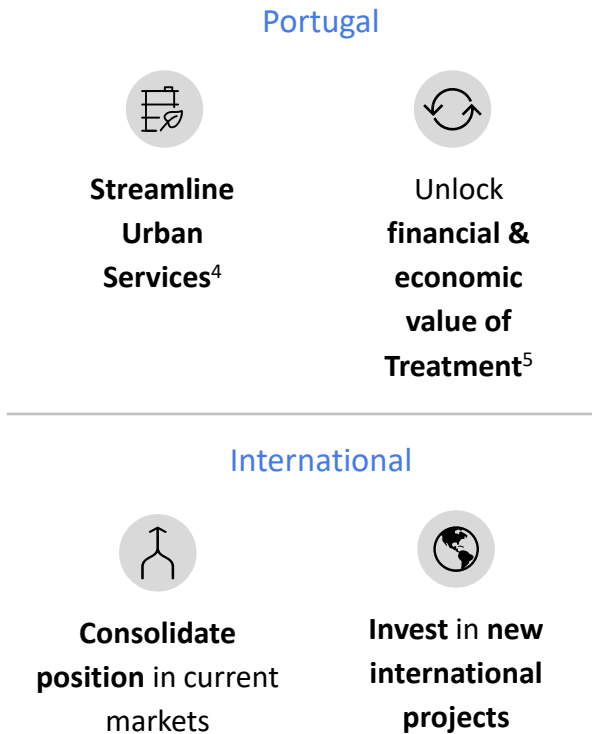 Portugal
Streamline
Urban
Services4
Unlock
financial &
economic
value of
Treatment5
International
Consolidate
position in current
markets
Invest in new
international
projects